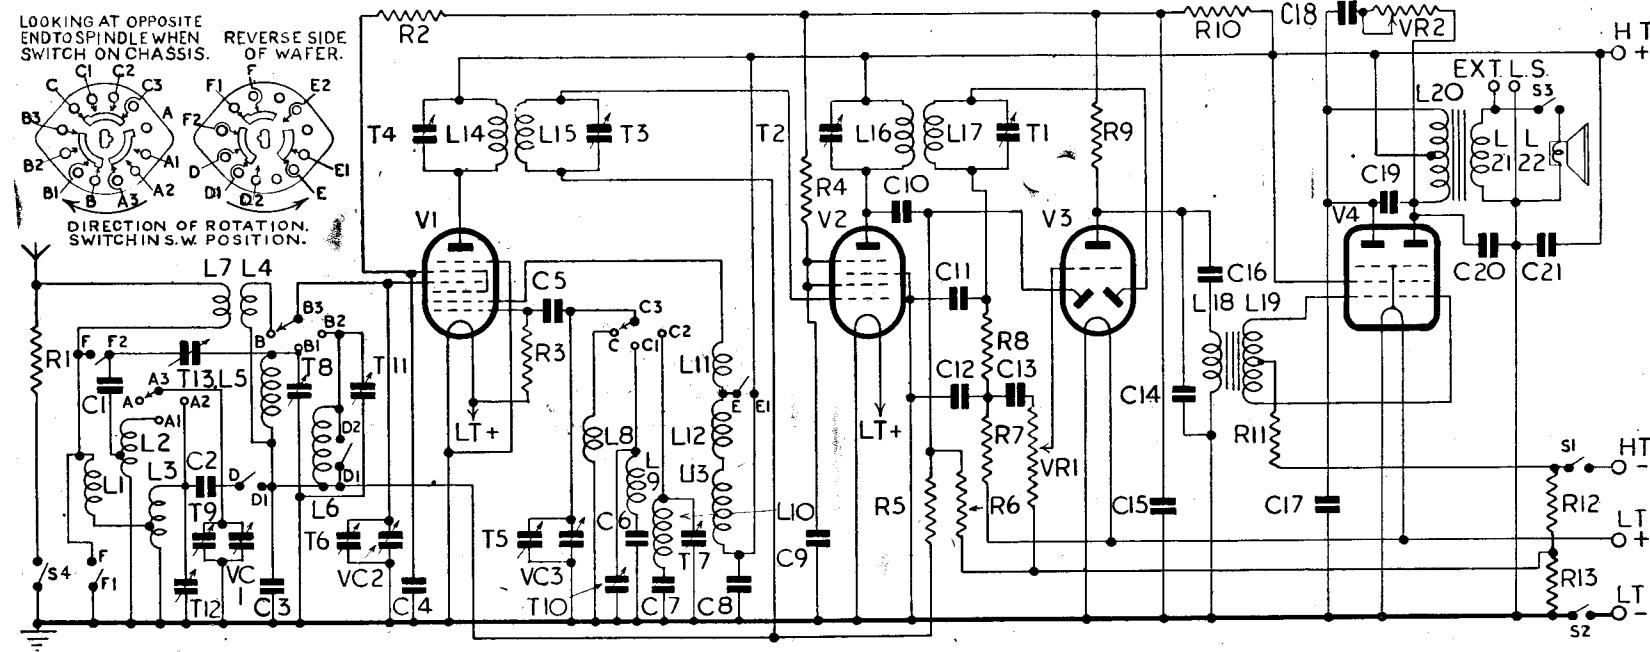 LOOKING AT OPPOSITE
END TO SPINDLE WHEN
SWITCH ON CHASSIS.
REVERSE SIDE
OF WAFER.
C1 C2
C C3
A
B3
B2 A1
B1 B A3 A2
F
F1 E2
F2
D E1
D1 D2 E
DIRECTION OF ROTATION.
SWITCH IN S.W. POSITION.
R2
R10
C18
VR2
HT
+
EXT. L.S.
S3
L20
T4 L14 L15 T3
T2 L16 L17 T1
R9
L
21
L
22
R4
C10
C19
V1
V2
V3
V4
C20 C21
L7 L4
C5
C11
C16
B3
B2
B
B1
C3
C C1 C2
L18 L19
R1
F F2
T13 L5
T8
T11
R3
L11
E E1
R8
C12 C13
C14
C1
A3
A A2
A1
L2
L3
C2
D D1
D2
D1
L6
LT+
L8
L
9
L12
L13
LT+
R7
VR1
R11
S1
HT
-
L1
T9
T6
T5
C6
L10
T7
C9
R5
R6
C15
C17
R12
LT
+
S4
F
F1
T12
VC
1
C3
VC2
C4
VC3
T10
C7
C8
R13
LT
-
S2